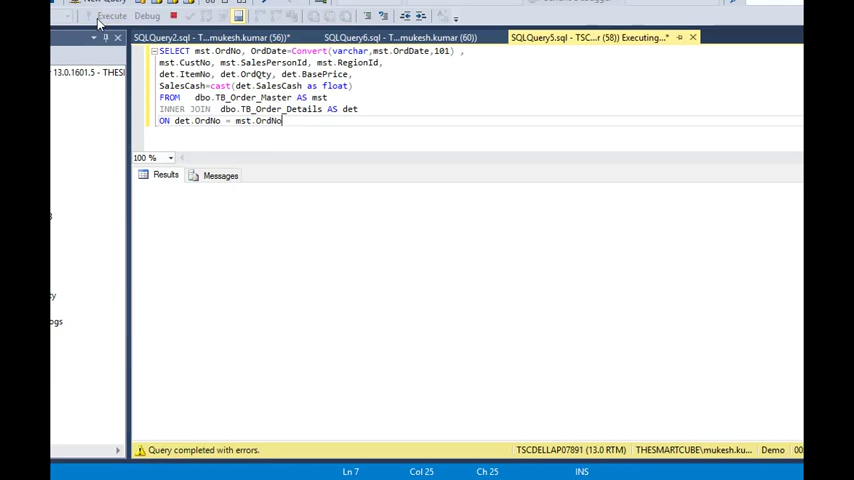 New Query
Execute Debug
SQLQuery2.sql - T...mukesh.kumar (56))* SQLQuery6.sql - T...mukesh.kumar (60)) SQLQuery5.sql - TSC...r (58)) Executing...*
SELECT mst.OrdNo, OrdDate=Convert(varchar,mst.OrdDate,101) ,
mst.CustNo, mst.SalesPersonId, mst.RegionId,
det.ItemNo, det.OrdQty, det.BasePrice,
SalesCash=cast(det.SalesCash as float)
FROM dbo.TB_Order_Master AS mst
INNER JOIN dbo.TB_Order_Details AS det
ON det.OrdNo = mst.OrdNo
13.0.1601.5 - THESM
100 %
Results Messages
Query completed with errors. TSCDELLAP07891 (13.0 RTM) THESMARTCUBE\mukesh.ku... Demo 00
Ln 7 Col 25 Ch 25 INS